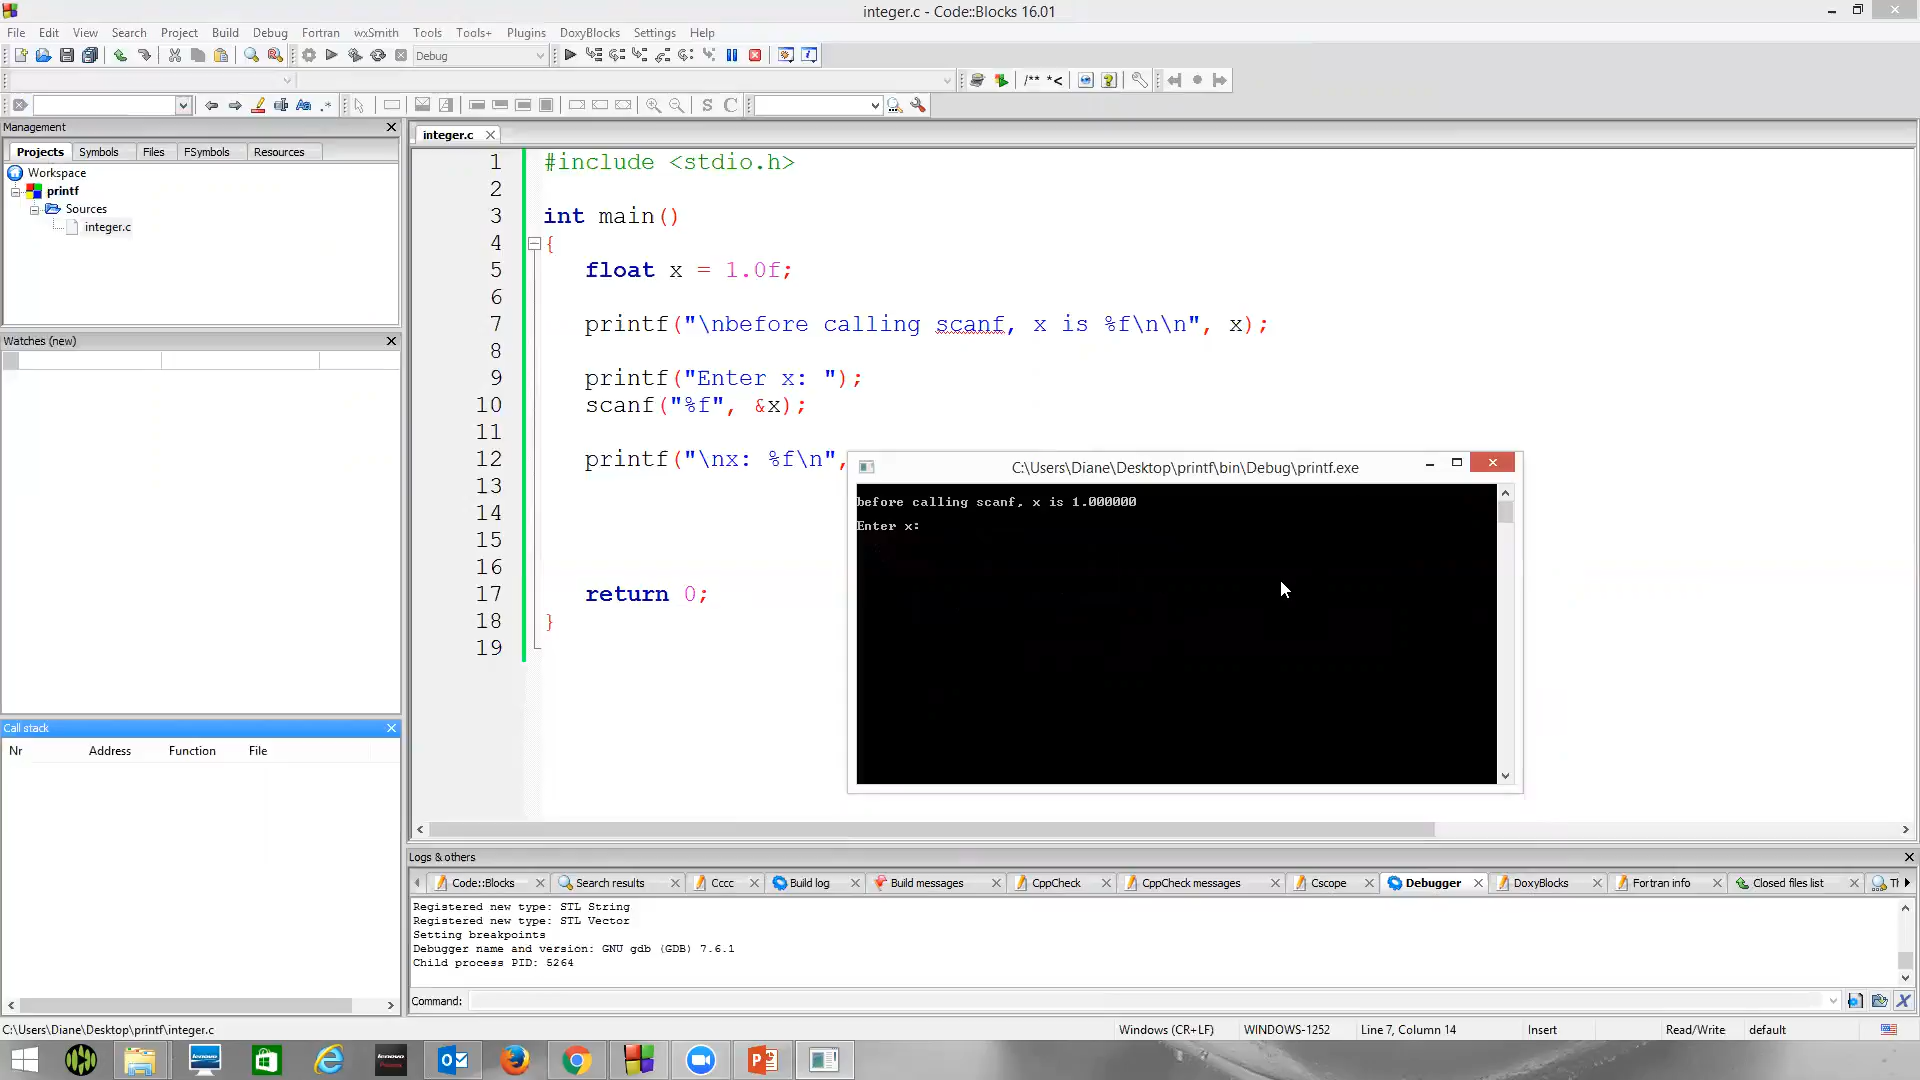 integer.c - Code::Blocks 16.01
File Edit View Search Project Build Debug Fortran wxSmith Tools Tools+ Plugins DoxyBlocks Settings Help
Debug
/** *<
Aa .* S C
Management
Projects Symbols Files FSymbols Resources
Workspace
printf
Sources
integer.c
Watches (new)
Call stack
Nr Address Function File
integer.c
1 #include <stdio.h>
2
3 int main()
4 {
5 float x = 1.0f;
6
7 printf("\nbefore calling scanf, x is %f\n\n", x);
8
9 printf("Enter x: ");
10 scanf("%f", &x);
11
12 printf("\nx: %f\n",
13
14
15
16
17 return 0;
18 }
19
C:\Users\Diane\Desktop\printf\bin\Debug\printf.exe
before calling scanf, x is 1.000000
Enter x:
Logs & others
Code::Blocks Search results Cccc Build log Build messages CppCheck CppCheck messages Cscope Debugger DoxyBlocks Fortran info Closed files list Th
Registered new type: STL String
Registered new type: STL Vector
Setting breakpoints
Debugger name and version: GNU gdb (GDB) 7.6.1
Child process PID: 5264
Command:
C:\Users\Diane\Desktop\printf\integer.c Windows (CR+LF) WINDOWS-1252 Line 7, Column 14 Insert Read/Write default
lenovo